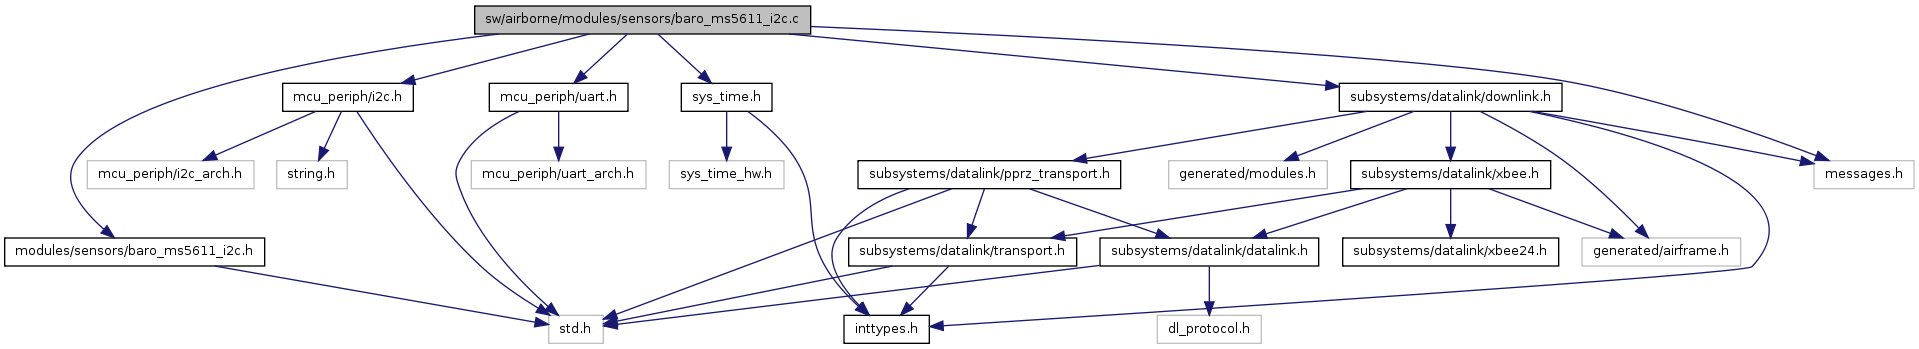 sw/airborne/modules/sensors/baro_ms5611_i2c.c
mcu_periph/i2c.h
mcu_periph/uart.h
sys_time.h
subsystems/datalink/downlink.h
mcu_periph/i2c_arch.h
string.h
mcu_periph/uart_arch.h
sys_time_hw.h
subsystems/datalink/pprz_transport.h
generated/modules.h
subsystems/datalink/xbee.h
messages.h
modules/sensors/baro_ms5611_i2c.h
subsystems/datalink/transport.h
subsystems/datalink/datalink.h
subsystems/datalink/xbee24.h
generated/airframe.h
std.h
inttypes.h
dl_protocol.h